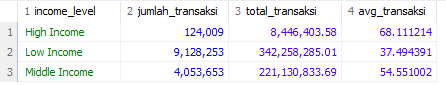 income_level 2 jumlah_transaksi 3 total_transaksi 4 avg_transaksi
1 High Income 124,009 8,446,403.58 68.111214
2 Low Income 9,128,253 342,258,285.01 37.494391
3 Middle Income 4,053,653 221,130,833.69 54.551002